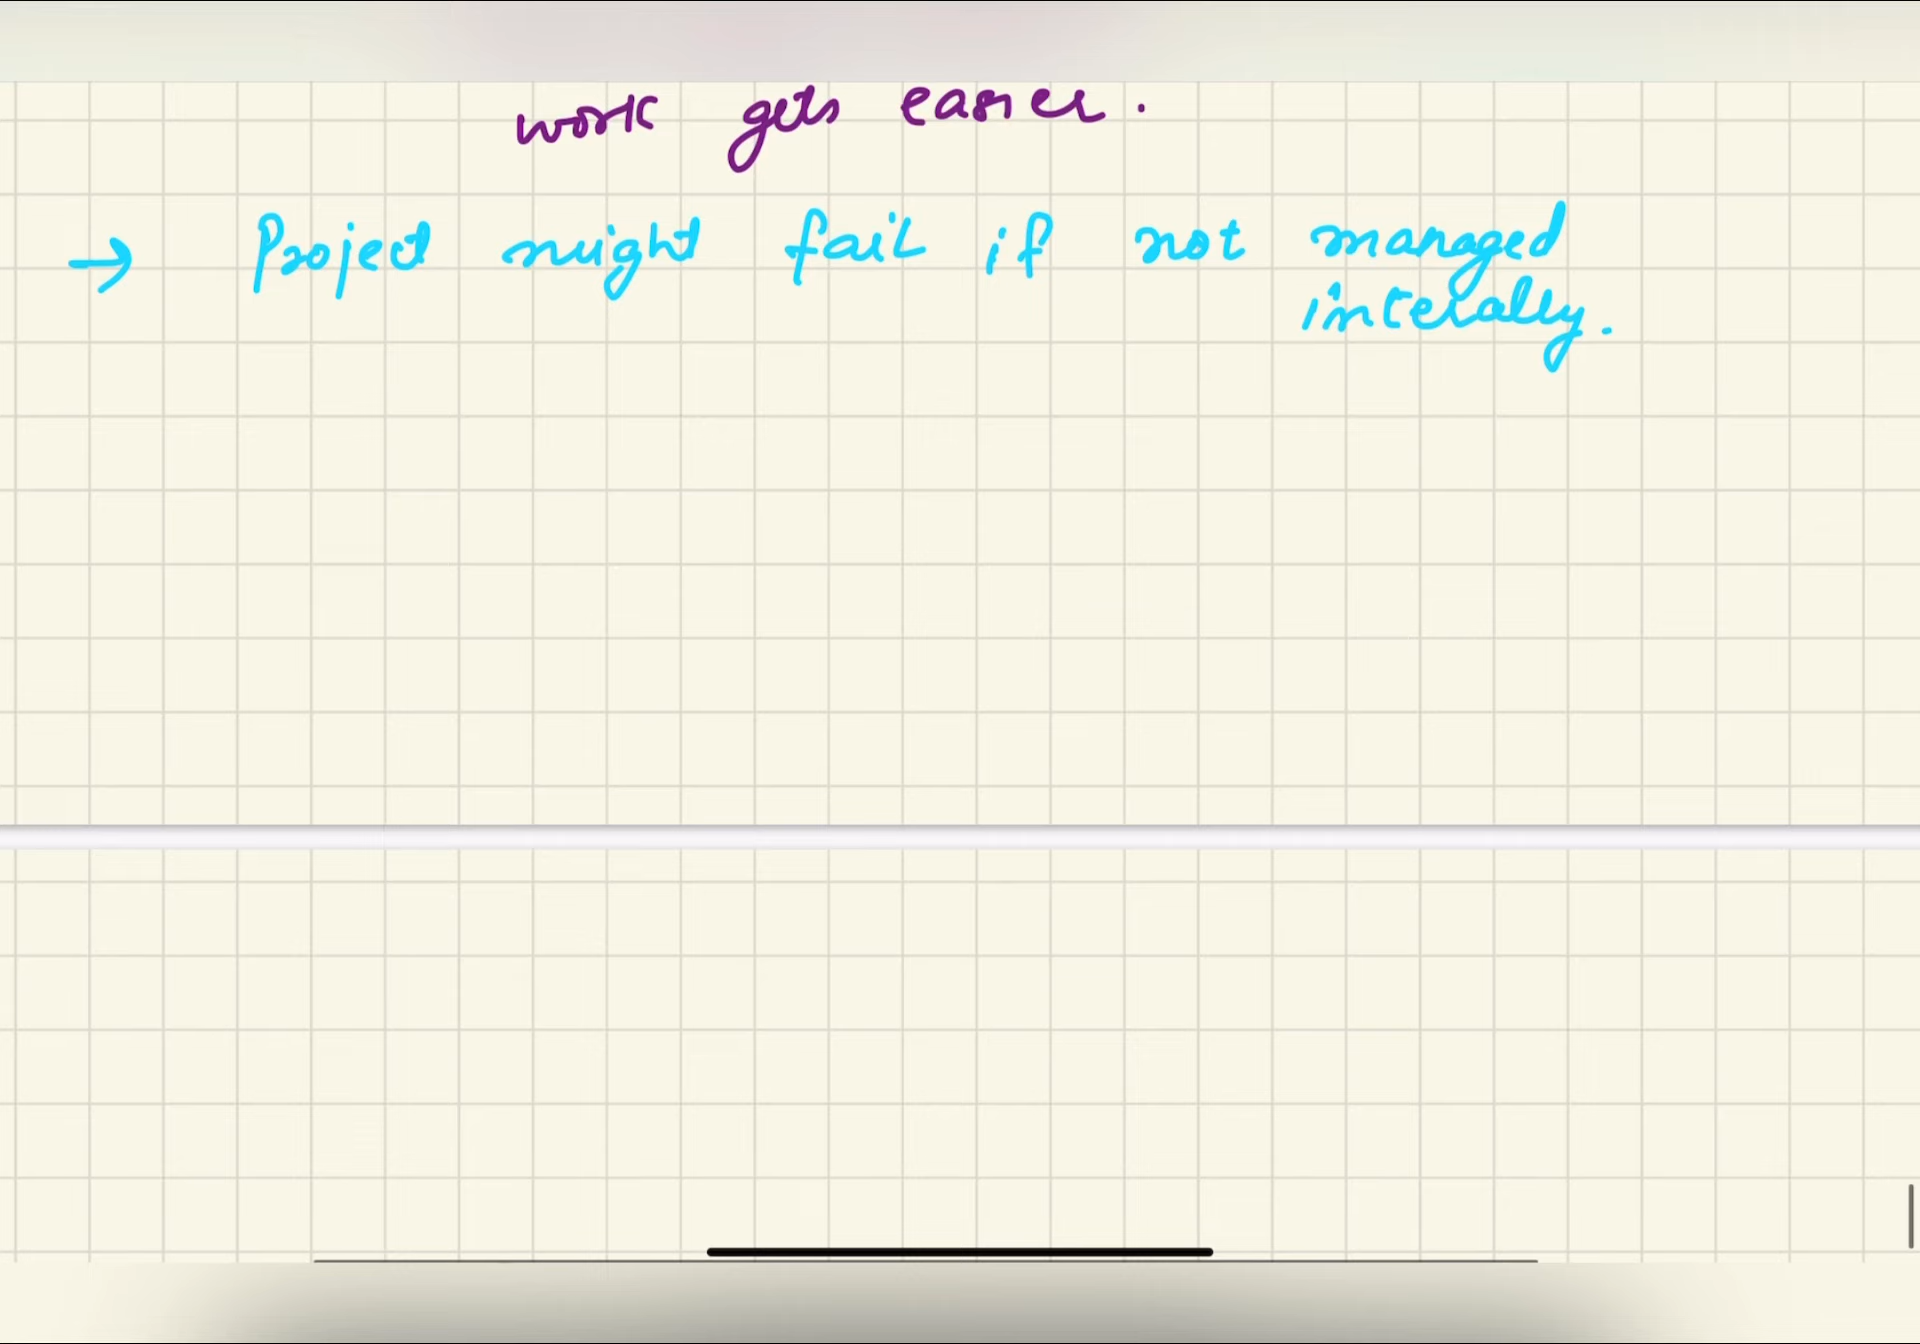 work gets easier.
→ Project might fail if not managed
interally.